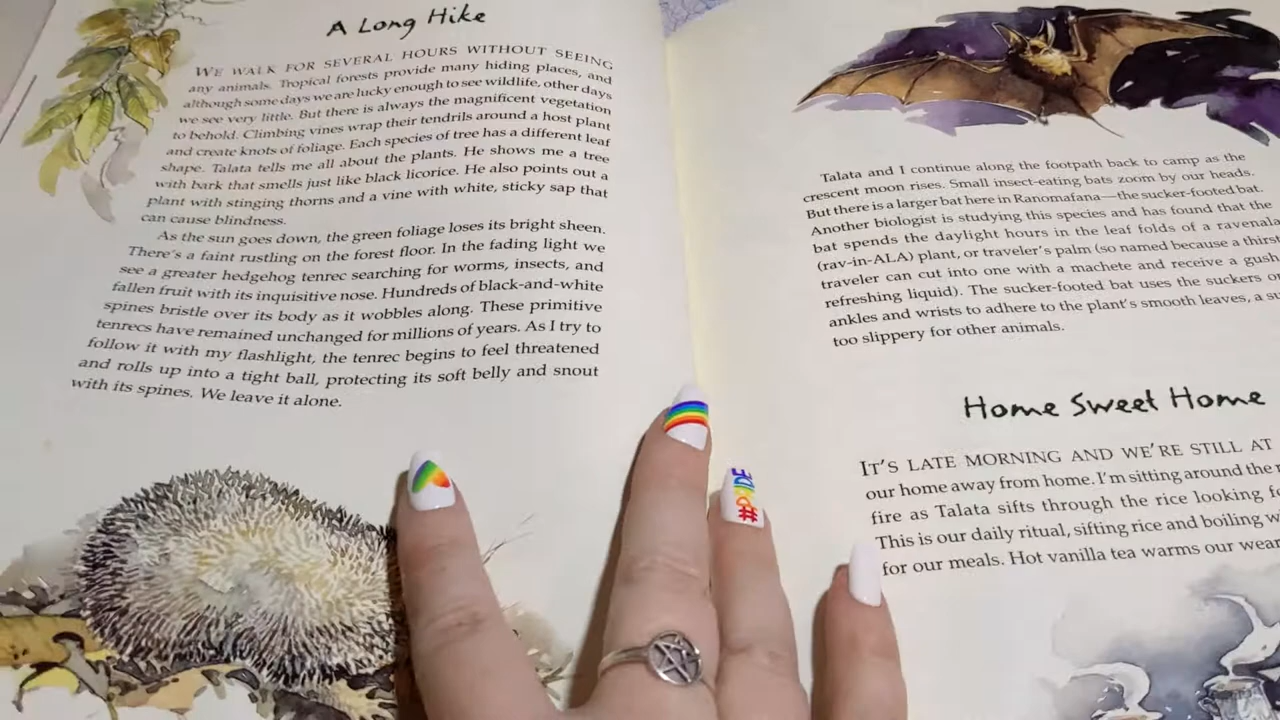 A Long Hike
WE WALK FOR SEVERAL HOURS WITHOUT SEEING
any animals. Tropical forests provide many hiding places, and
although some days we are lucky enough to see wildlife, other days
we see very little. But there is always the magnificent vegetation
to behold. Climbing vines wrap their tendrils around a host plant
and create knots of foliage. Each species of tree has a different leaf
shape. Talata tells me all about the plants. He shows me a tree
with bark that smells just like black licorice. He also points out a
plant with stinging thorns and a vine with white, sticky sap that
can cause blindness.
As the sun goes down, the green foliage loses its bright sheen.
There's a faint rustling on the forest floor. In the fading light we
see a greater hedgehog tenrec searching for worms, insects, and
fallen fruit with its inquisitive nose. Hundreds of black-and-white
spines bristle over its body as it wobbles along. These primitive
tenrecs have remained unchanged for millions of years. As I try to
follow it with my flashlight, the tenrec begins to feel threatened
and rolls up into a tight ball, protecting its soft belly and snout
with its spines. We leave it alone.
Talata and I continue along the footpath back to camp as the
crescent moon rises. Small insect-eating bats zoom by our heads.
But there is a larger bat here in Ranomafana—the sucker-footed bat.
Another biologist is studying this species and has found that the
bat spends the daylight hours in the leaf folds of a ravenala
(rav-in-ALA) plant, or traveler's palm (so named because a thirs
traveler can cut into one with a machete and receive a gush
refreshing liquid). The sucker-footed bat uses the suckers o
ankles and wrists to adhere to the plant's smooth leaves, a
too slippery for other animals.
Home Sweet Home
IT'S LATE MORNING AND WE'RE STILL AT
our home away from home. I'm sitting around the
fire as Talata sifts through the rice looking
This is our daily ritual, sifting rice and boiling
for our meals. Hot vanilla tea warms our
#PRIDE